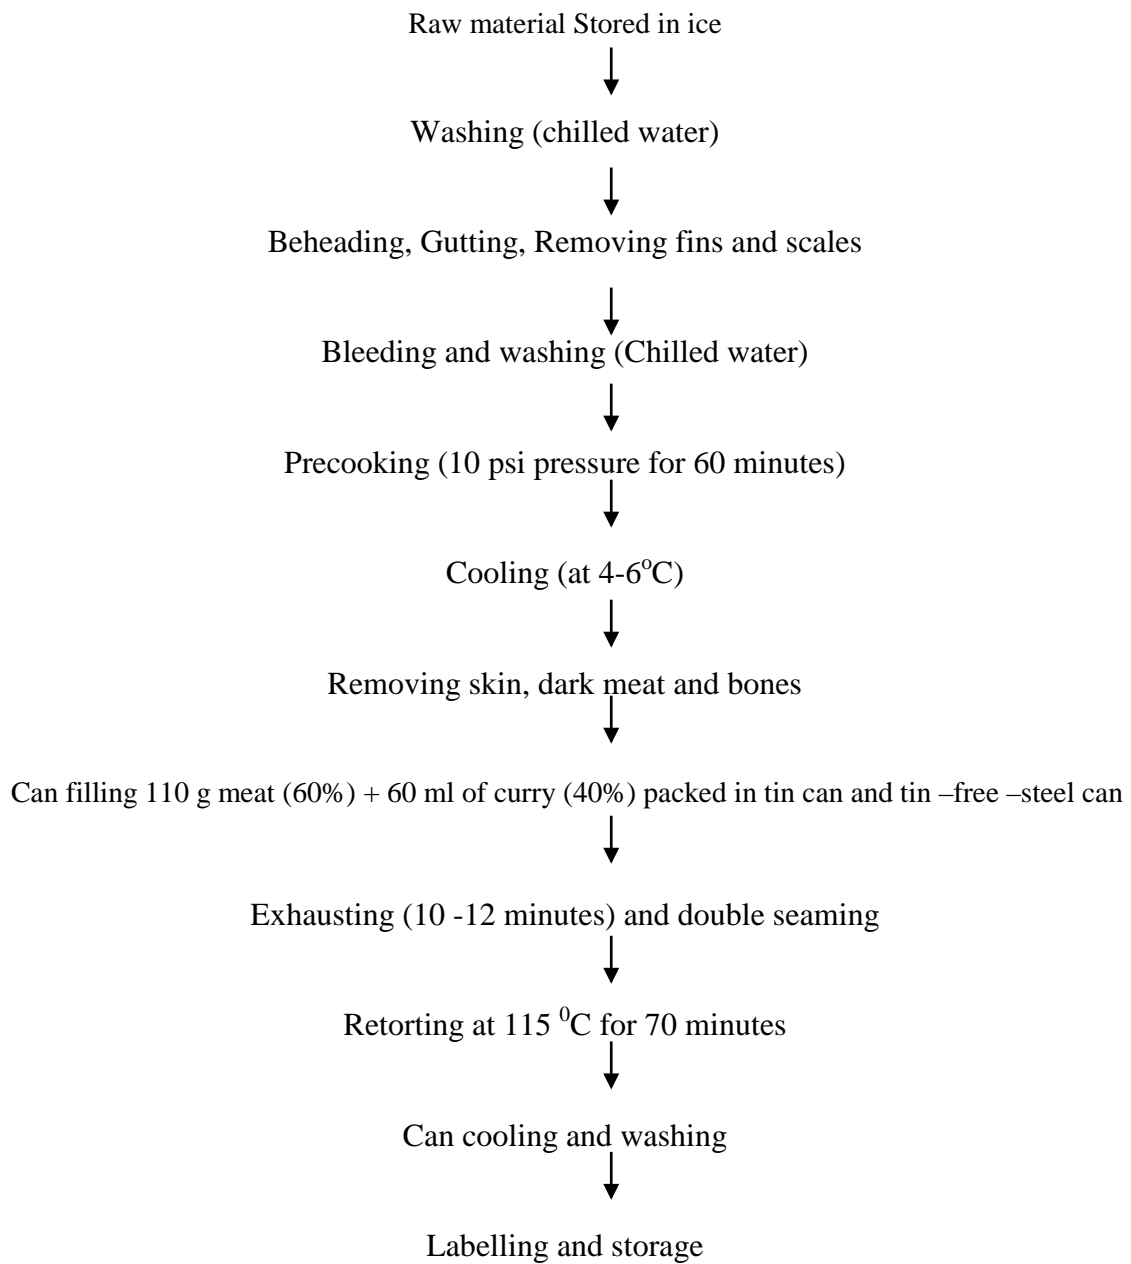 Raw material Stored in ice
Washing (chilled water)
Beheading, Gutting, Removing fins and scales
Bleeding and washing (Chilled water)
Precooking (10 psi pressure for 60 minutes)
Cooling (at 4-6°C)
Removing skin, dark meat and bones
Can filling 110 g meat (60%) + 60 ml of curry (40%) packed in tin can and tin –free –steel can
Exhausting (10 -12 minutes) and double seaming
Retorting at 115 ⁰C for 70 minutes
Can cooling and washing
Labelling and storage